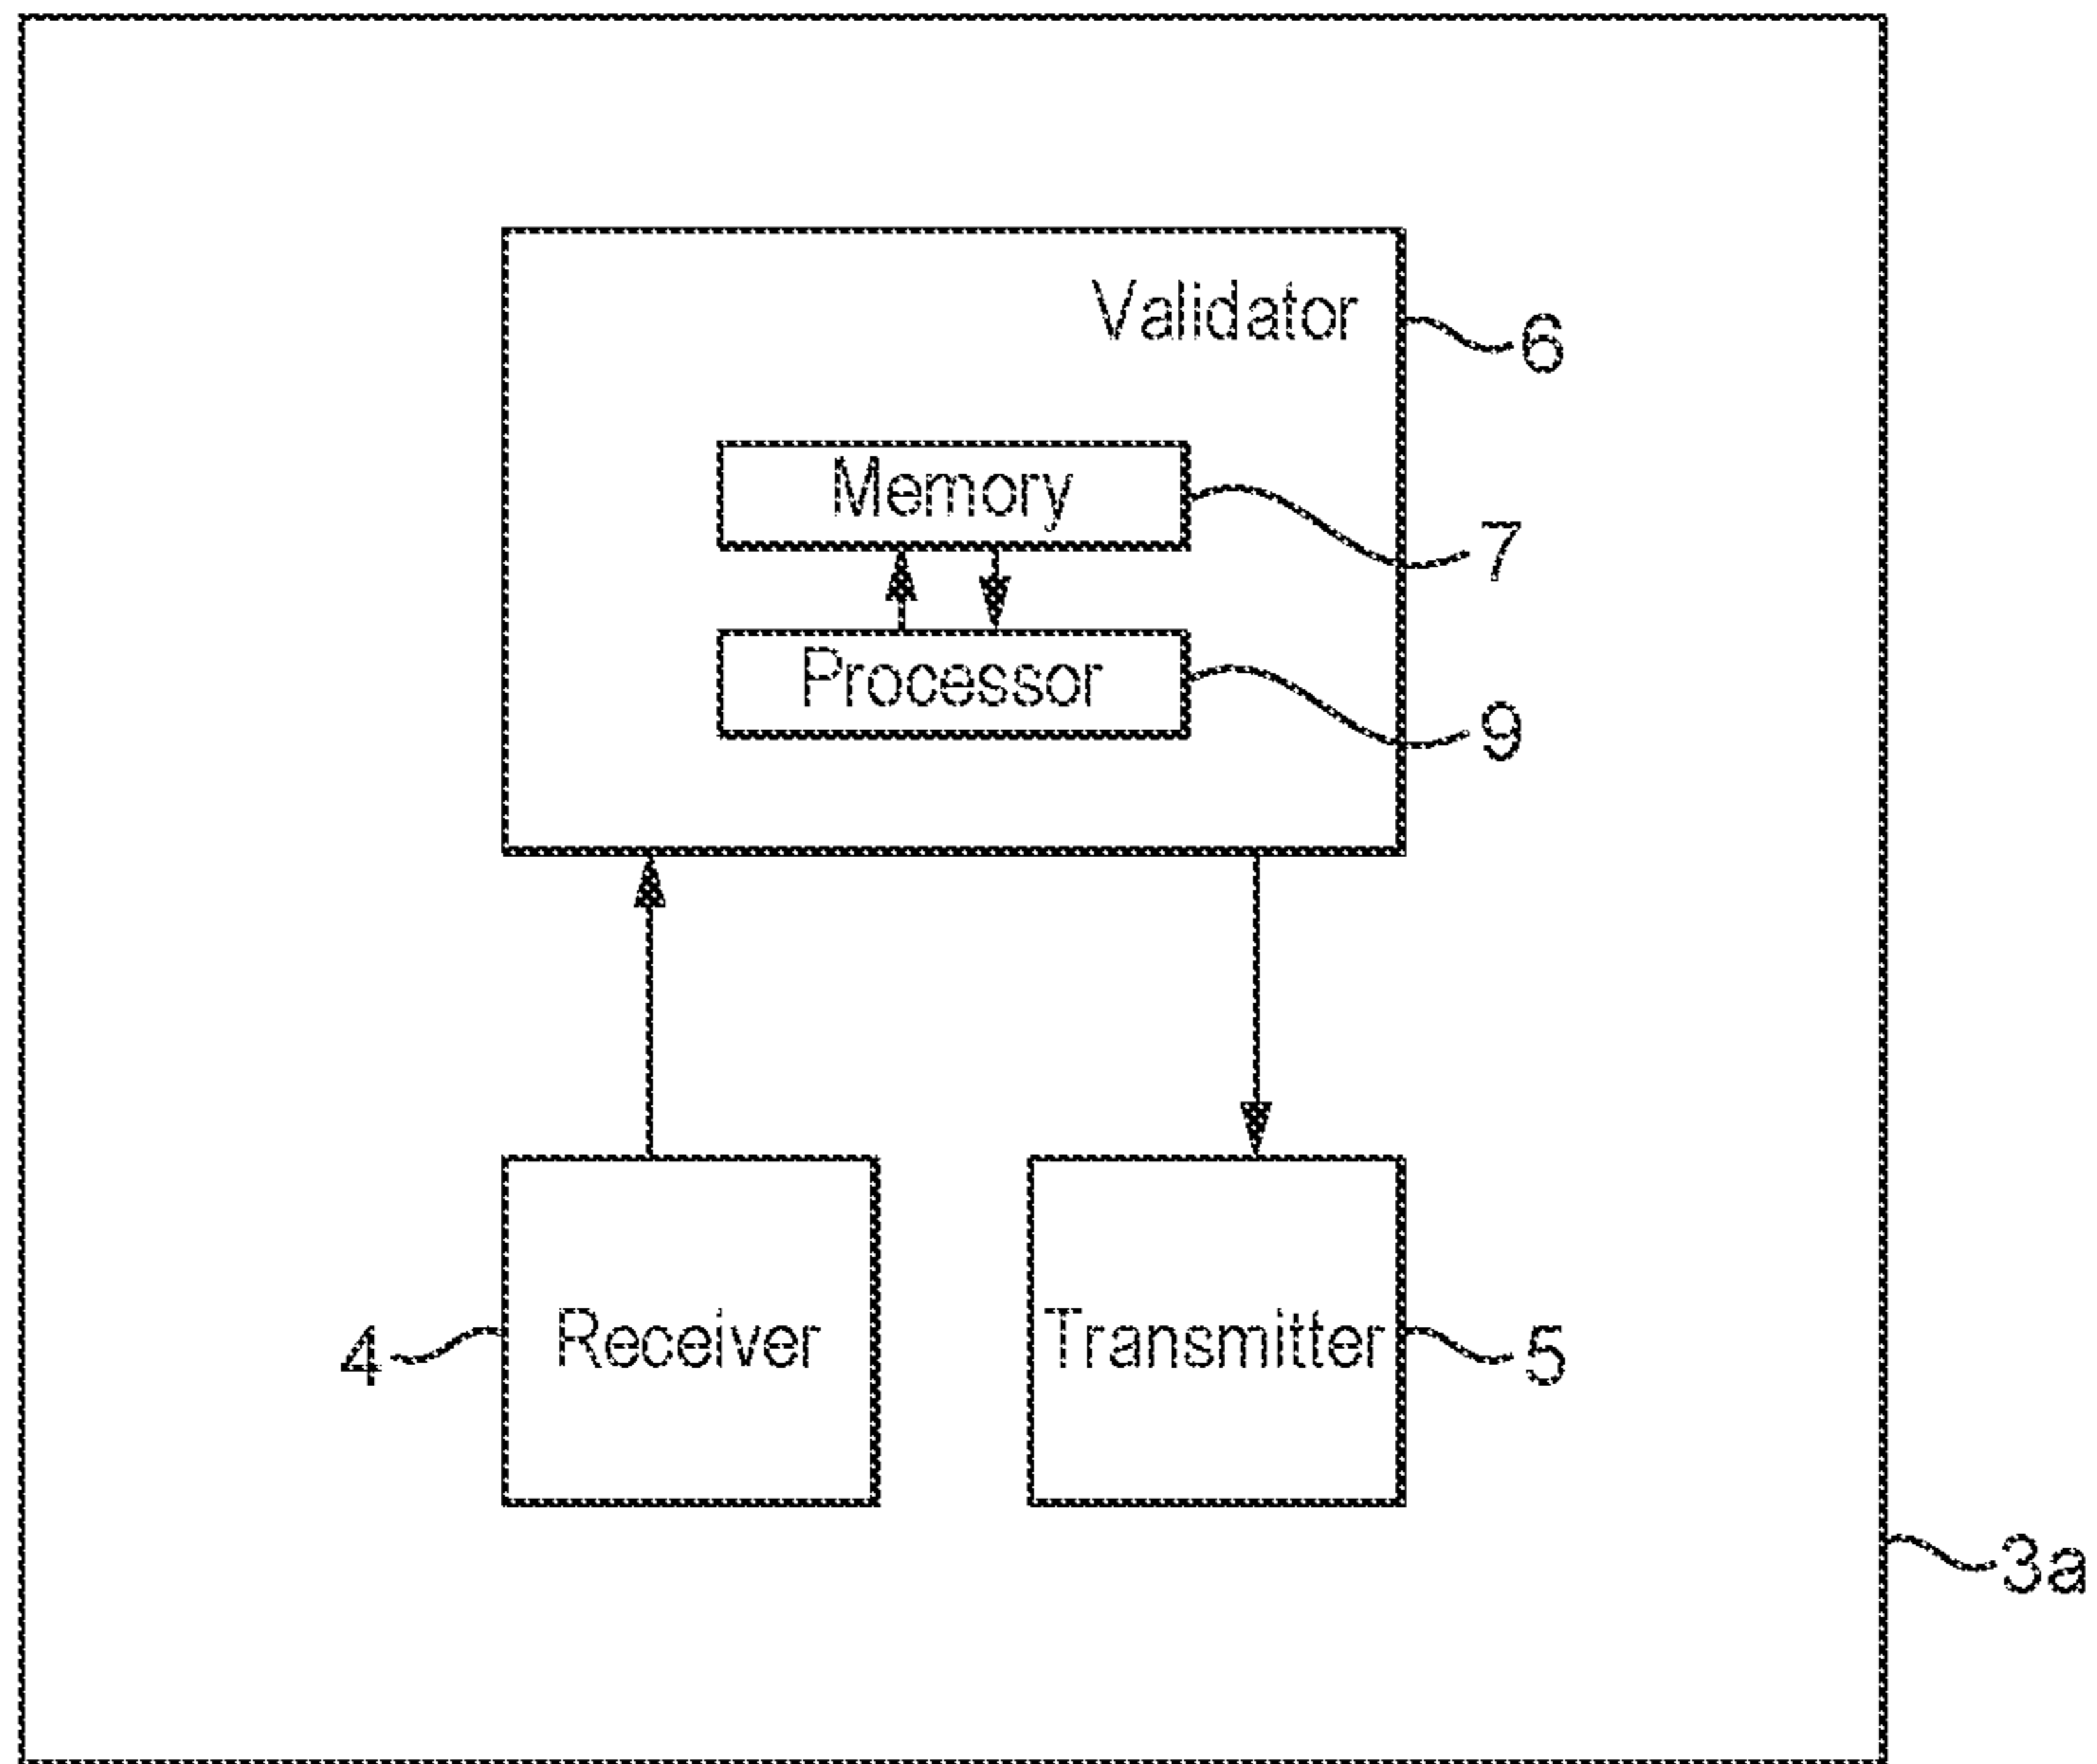 Validator
6
Memory
7
Processor
9
4
Receiver
Transmitter
5
3a